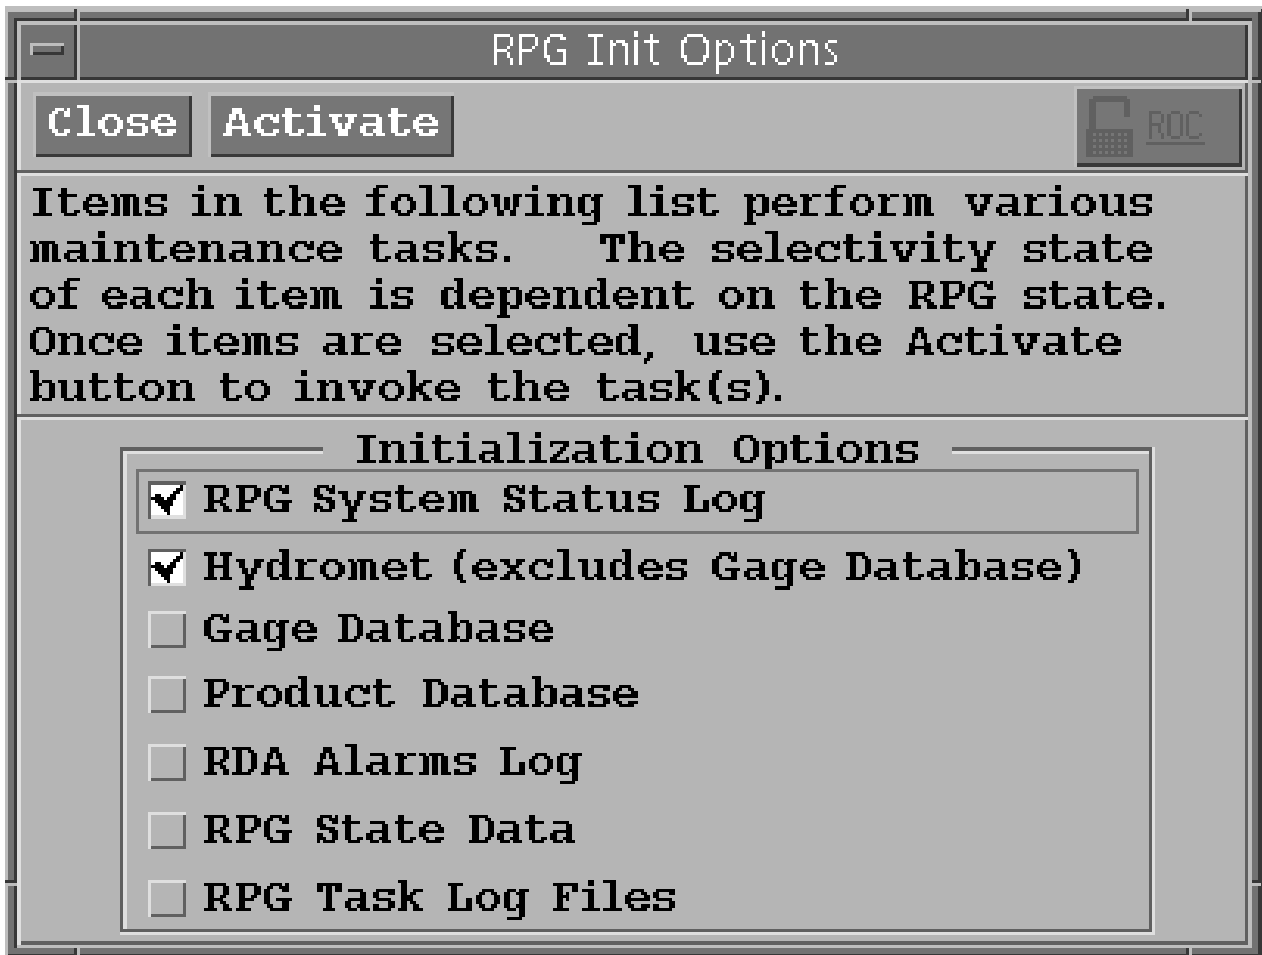 RPG Init Options
Close Activate ROC
Items in the following list perform various
maintenance tasks.   The selectivity state
of each item is dependent on the RPG state.
Once items are selected, use the Activate
button to invoke the task(s).
Initialization Options
RPG System Status Log
Hydromet (excludes Gage Database)
Gage Database
Product Database
RDA Alarms Log
RPG State Data
RPG Task Log Files